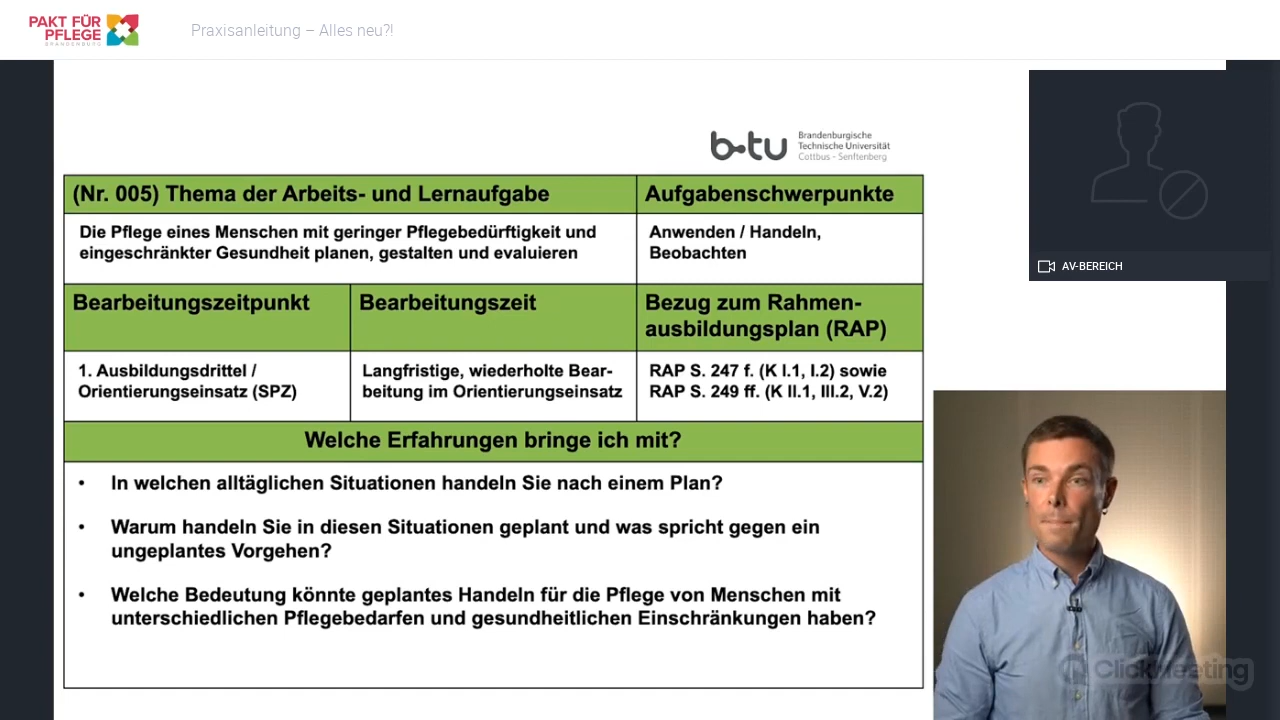 PAKT FÜR
PFLEGE
BRANDENBURG
Praxisanleitung – Alles neu?!
b-tu
Brandenburgische
Technische Universität
Cottbus - Senftenberg
(Nr. 005) Thema der Arbeits- und Lernaufgabe
Aufgabenschwerpunkte
Die Pflege eines Menschen mit geringer Pflegebedürftigkeit und
eingeschränkter Gesundheit planen, gestalten und evaluieren
Anwenden / Handeln,
Beobachten
Bearbeitungszeitpunkt
Bearbeitungszeit
Bezug zum Rahmen-
ausbildungsplan (RAP)
1. Ausbildungsdrittel /
Orientierungseinsatz (SPZ)
Langfristige, wiederholte Bear-
beitung im Orientierungseinsatz
RAP S. 247 f. (K I.1, I.2) sowie
RAP S. 249 ff. (K II.1, III.2, V.2)
Welche Erfahrungen bringe ich mit?
• In welchen alltäglichen Situationen handeln Sie nach einem Plan?
• Warum handeln Sie in diesen Situationen geplant und was spricht gegen ein
ungeplantes Vorgehen?
• Welche Bedeutung könnte geplantes Handeln für die Pflege von Menschen mit
unterschiedlichen Pflegebedarfen und gesundheitlichen Einschränkungen haben?
AV-BEREICH
ClickMeeting